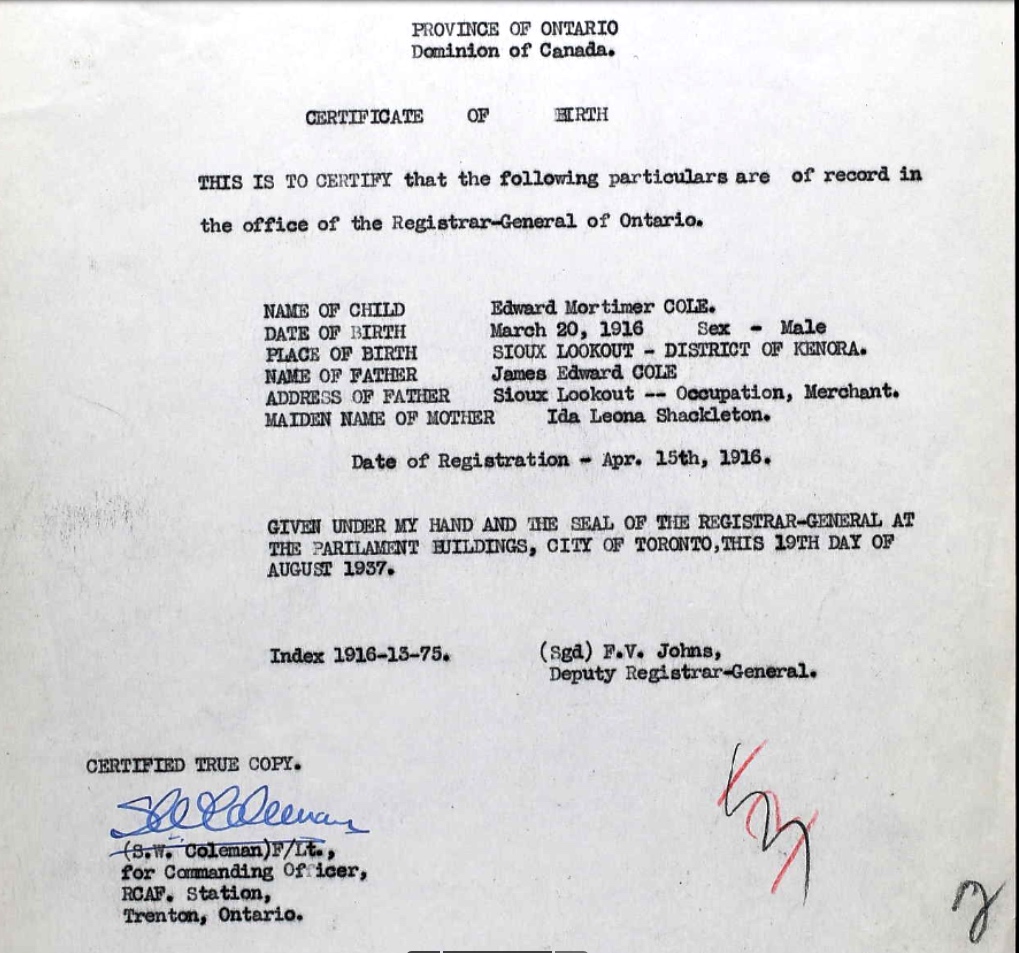 PROVINCE OF ONTARIO
Dominion of Canada.
CERTIFICATE OF BIRTH
THIS IS TO CERTIFY that the following particulars are of record in
the office of the Registrar-General of Ontario.
NAME OF CHILD Edward Mortimer COLE.
DATE OF BIRTH March 20, 1916 Sex - Male
PLACE OF BIRTH SIOUX LOOKOUT - DISTRICT OF KENORA.
NAME OF FATHER James Edward COLE
ADDRESS OF FATHER Sioux Lookout -- Occupation, Merchant.
MAIDEN NAME OF MOTHER Ida Leona Shackleton.
Date of Registration - Apr. 15th, 1916.
GIVEN UNDER MY HAND AND THE SEAL OF THE REGISTRAR-GENERAL AT
THE PARILAMENT BUILDINGS, CITY OF TORONTO,THIS 19TH DAY OF
AUGUST 1937.
Index 1916-13-75.
(Sgd) F.V. Johns,
Deputy Registrar-General.
CERTIFIED TRUE COPY.
(S.W. Coleman)F/Lt.,
for Commanding Officer,
RCAF. Station,
Trenton, Ontario.